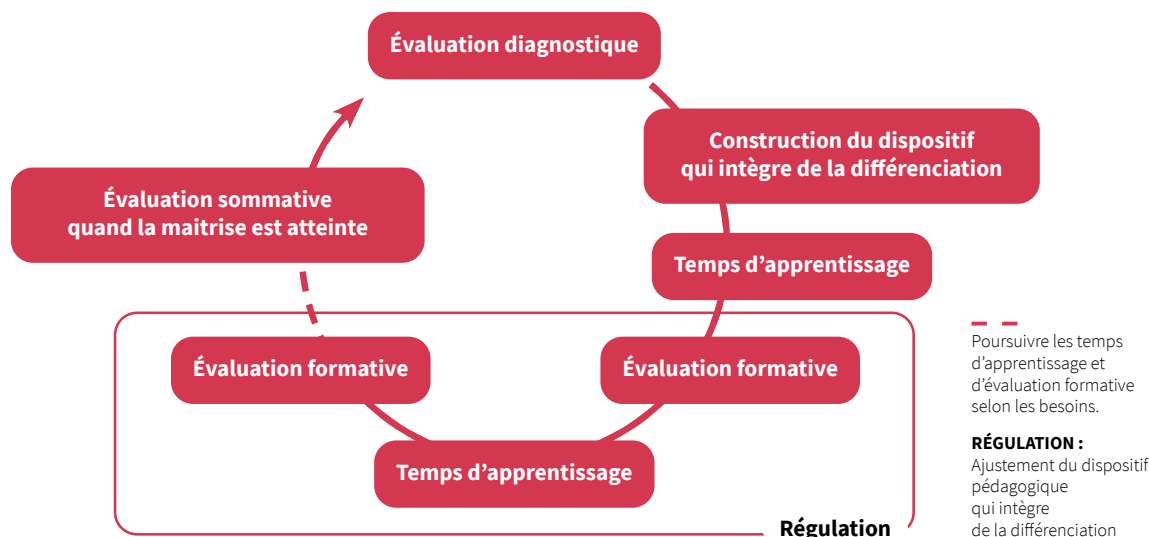 Évaluation diagnostique
Construction du dispositif
qui intègre de la différenciation
Évaluation sommative
quand la maitrise est atteinte
Temps d’apprentissage
Évaluation formative
Évaluation formative
Temps d’apprentissage
Régulation
Poursuivre les temps
d’apprentissage et
d’évaluation formative
selon les besoins.
RÉGULATION :
Ajustement du dispositif
pédagogique
qui intègre
de la différenciation